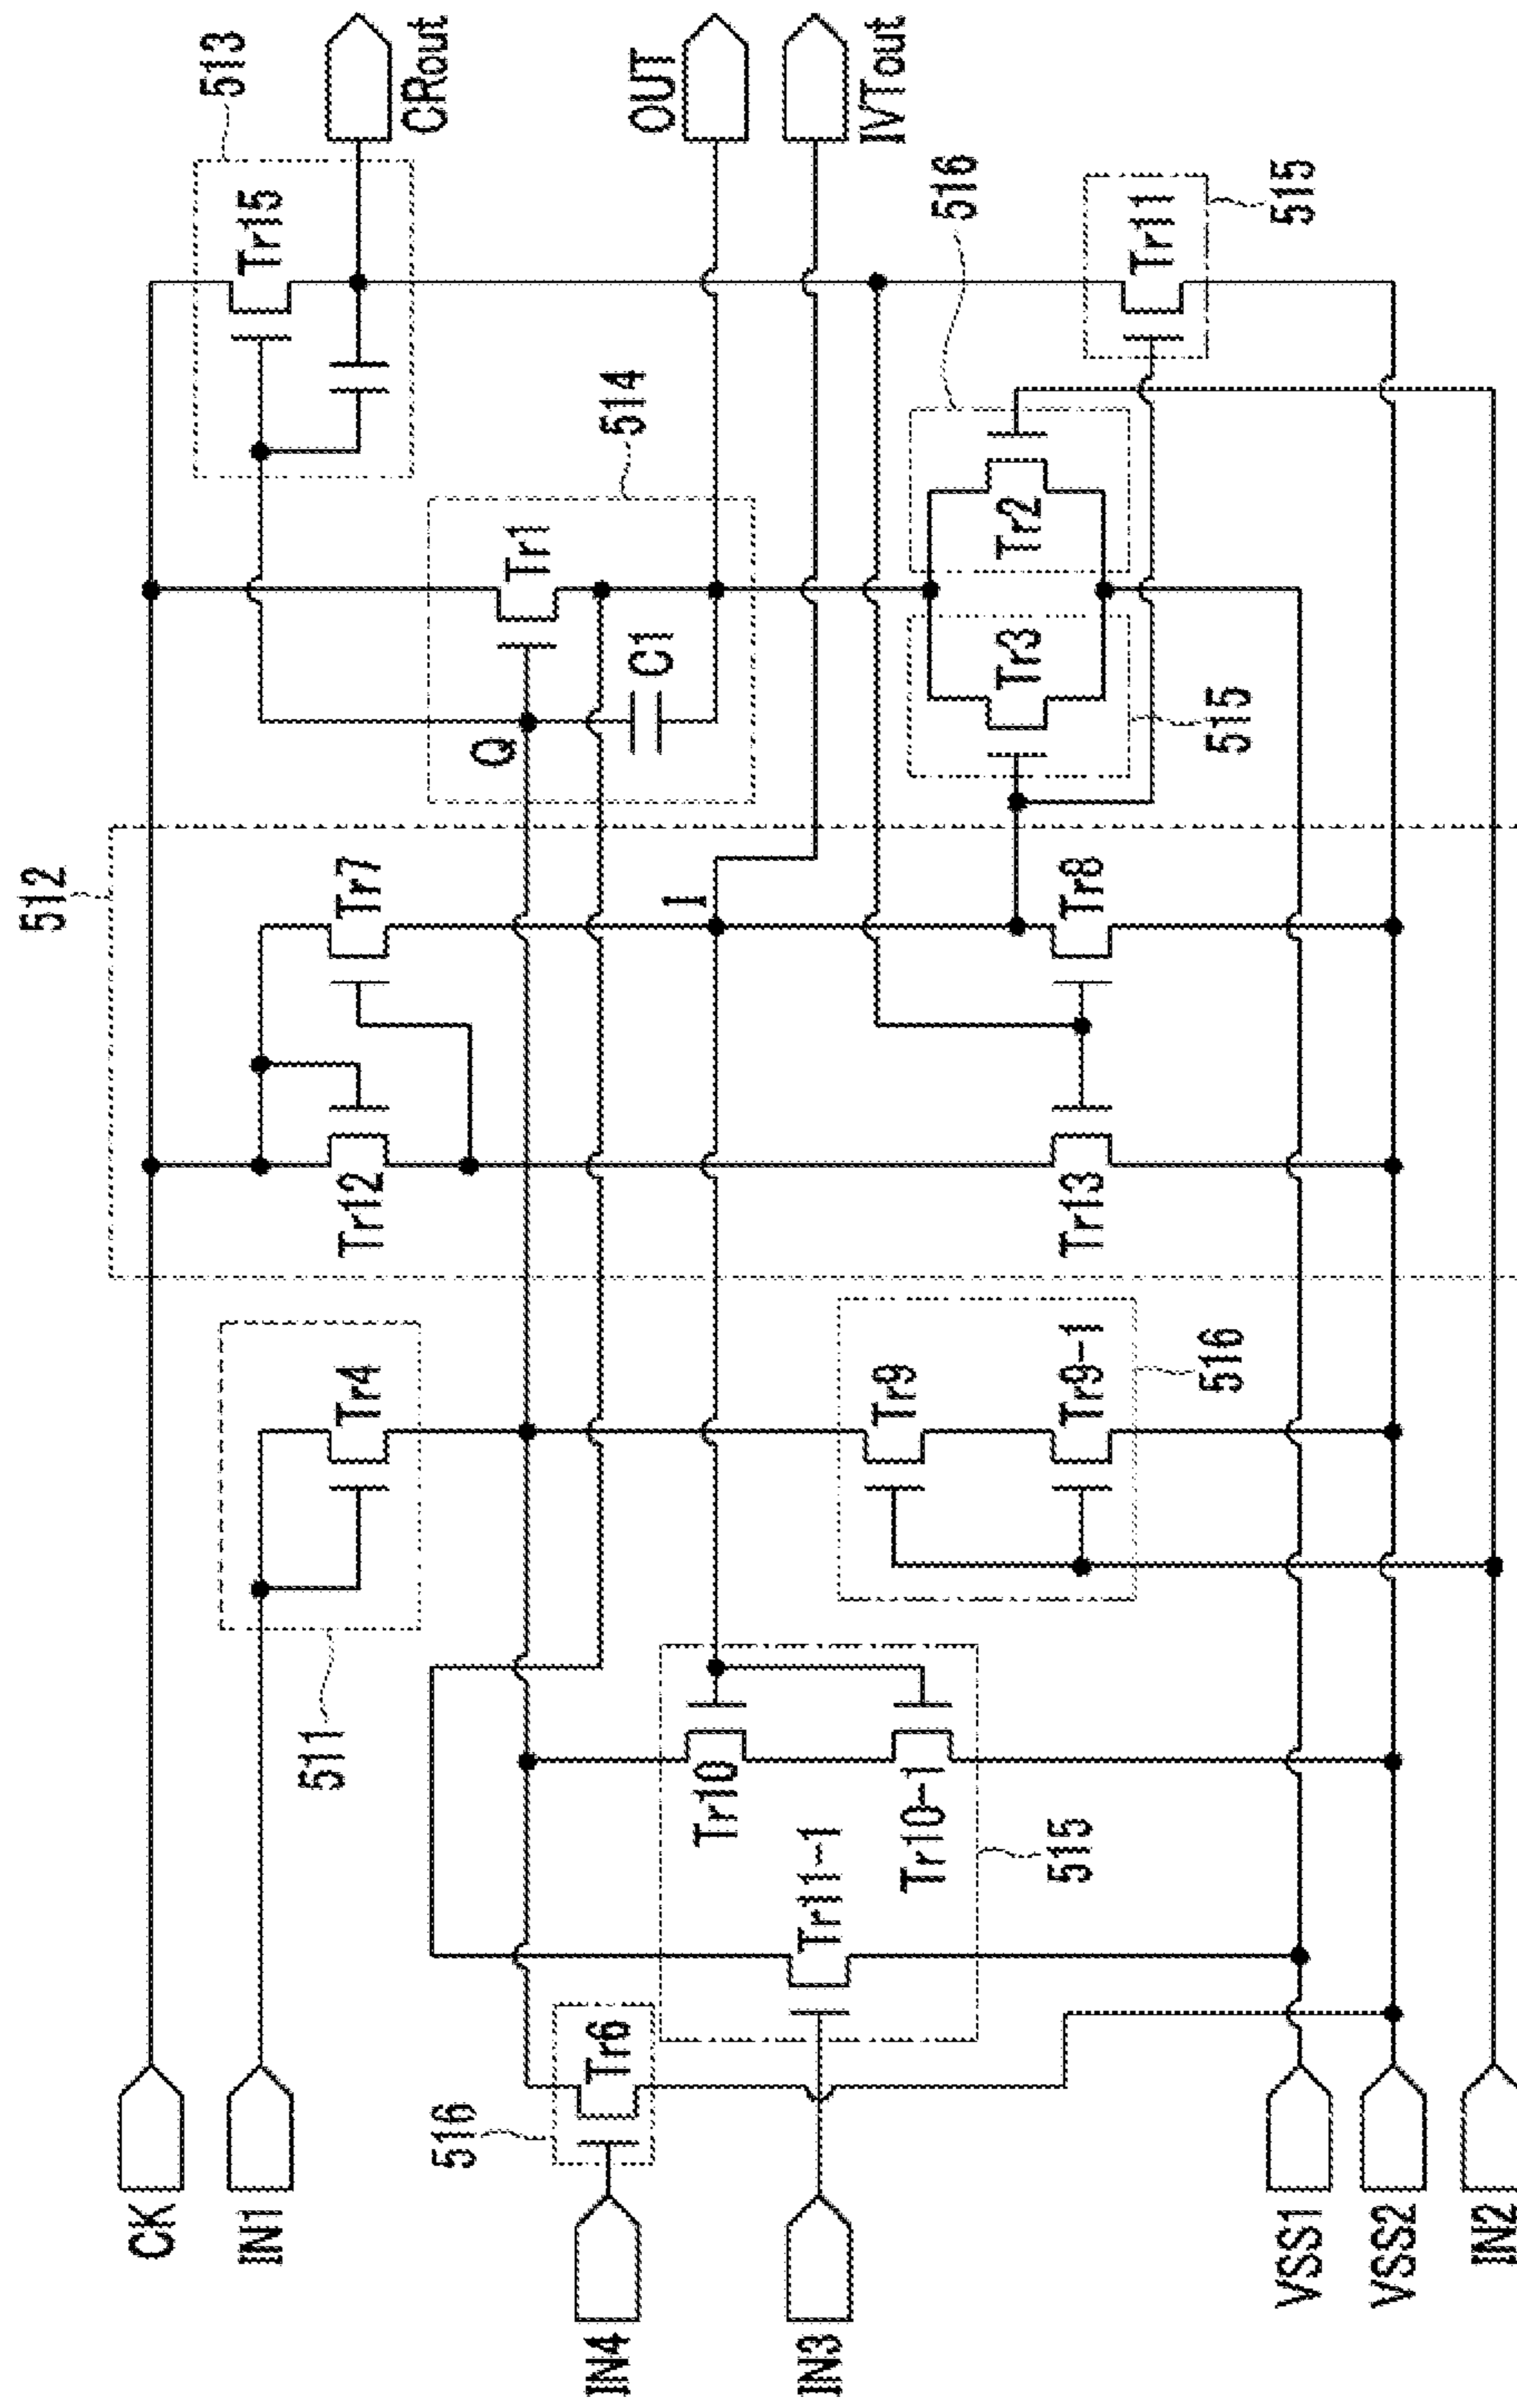 CK
IN1
IN4
IN3
VSS1
VSS2
IN2
516
Tr6
511
Tr4
Tr10
Tr10-1
Tr11-1
515
Tr9
Tr9-1
516
512
Tr12
Tr7
I
Tr13
Tr8
Q
514
Tr1
C1
513
Tr15
515
Tr3
Tr2
516
Tr11
515
CRout
OUT
IVTout